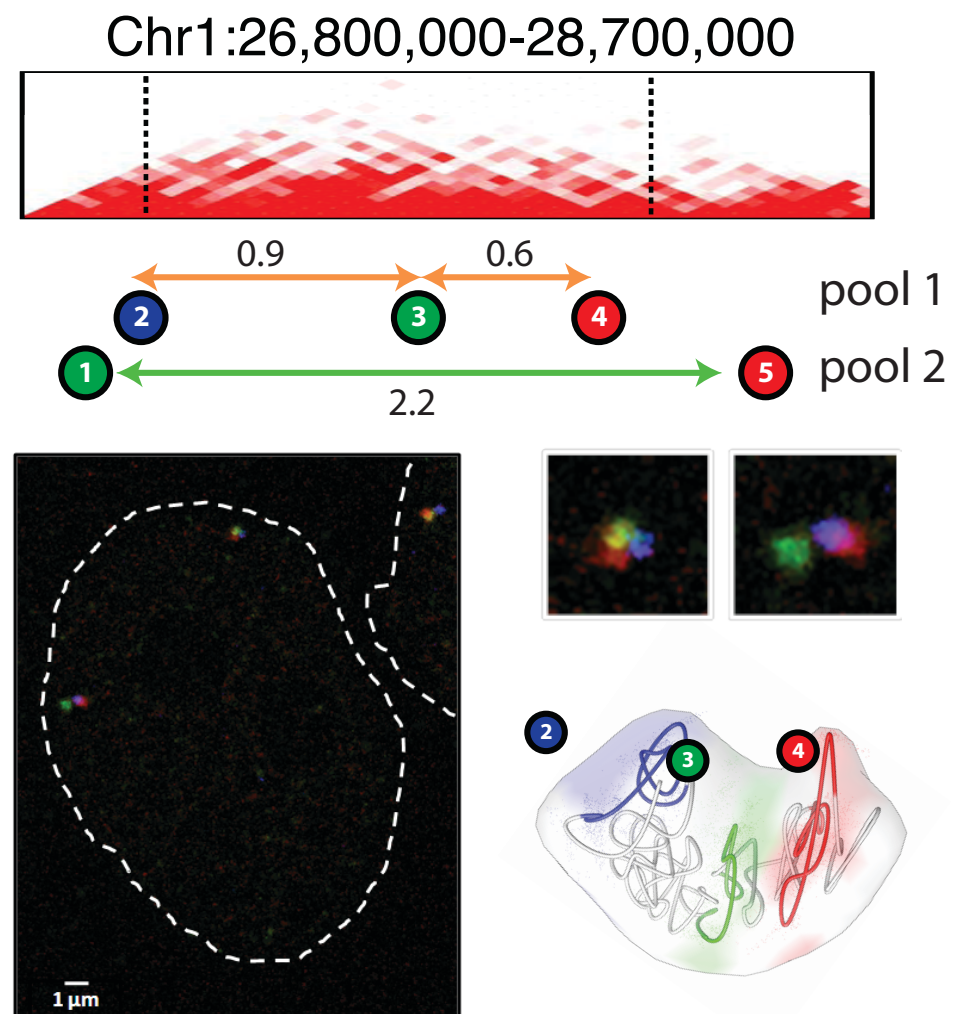 Chr1:26,800,000-28,700,000
0.9 0.6
pool 1
2 3 4
1 5 pool 2
2.2
2 3 4
1 µm